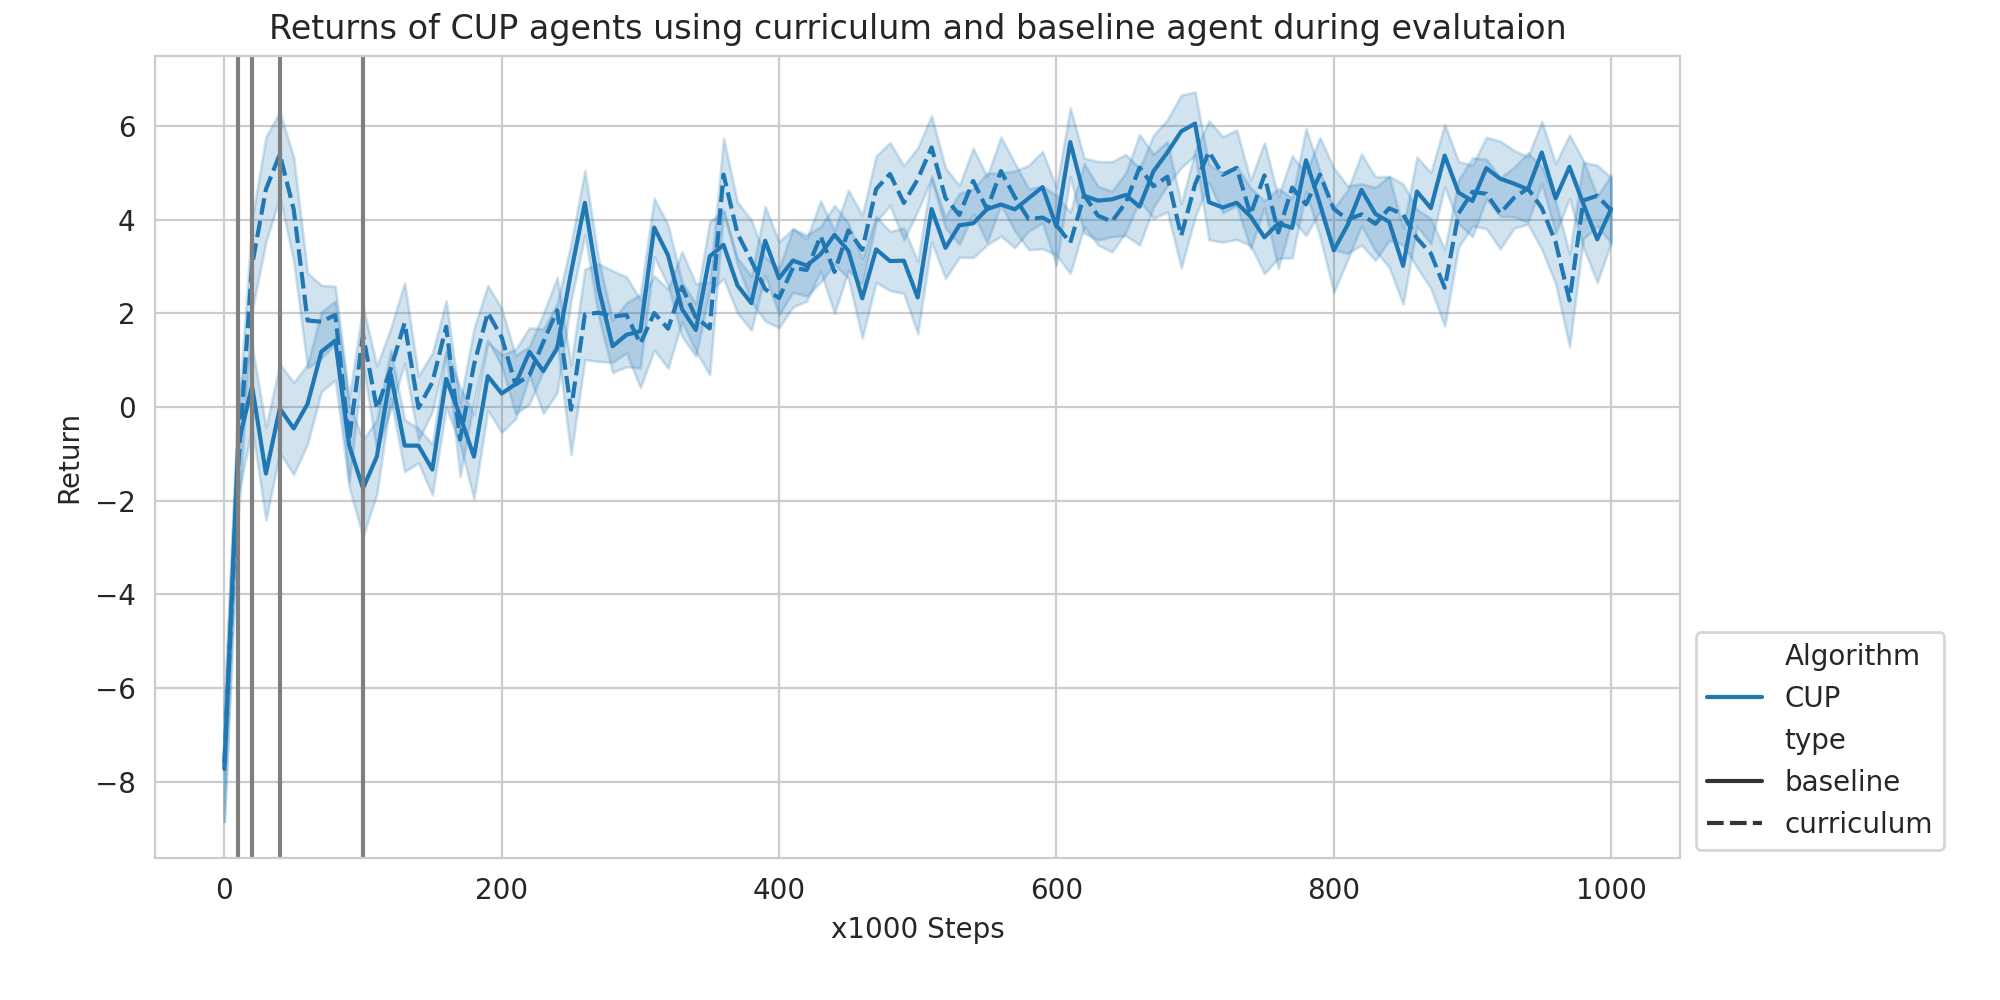 Returns of CUP agents using curriculum and baseline agent during evalutaion
6
4
2
0
−2
−4
−6
−8
Return
0 200 400 600 800 1000
x1000 Steps
Algorithm
CUP
type
baseline
curriculum